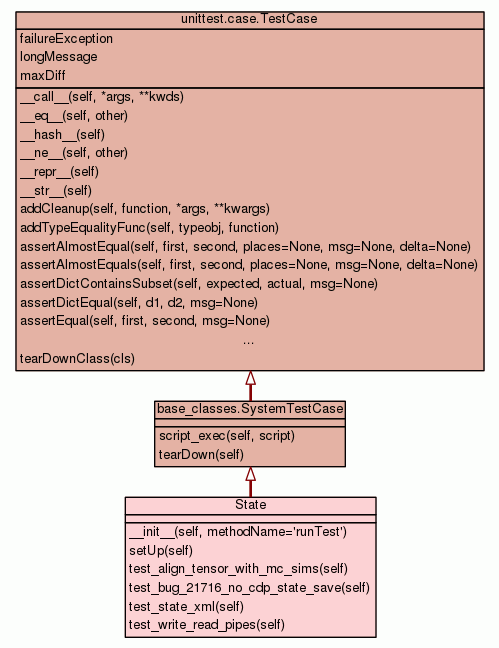 unittest.case.TestCase
failureException
longMessage
maxDiff
__call__(self, *args, **kwds)
__eq__(self, other)
__hash__(self)
__ne__(self, other)
__repr__(self)
__str__(self)
addCleanup(self, function, *args, **kwargs)
addTypeEqualityFunc(self, typeobj, function)
assertAlmostEqual(self, first, second, places=None, msg=None, delta=None)
assertAlmostEquals(self, first, second, places=None, msg=None, delta=None)
assertDictContainsSubset(self, expected, actual, msg=None)
assertDictEqual(self, d1, d2, msg=None)
assertEqual(self, first, second, msg=None)
...
tearDownClass(cls)
base_classes.SystemTestCase
script_exec(self, script)
tearDown(self)
State
__init__(self, methodName='runTest')
setUp(self)
test_align_tensor_with_mc_sims(self)
test_bug_21716_no_cdp_state_save(self)
test_state_xml(self)
test_write_read_pipes(self)